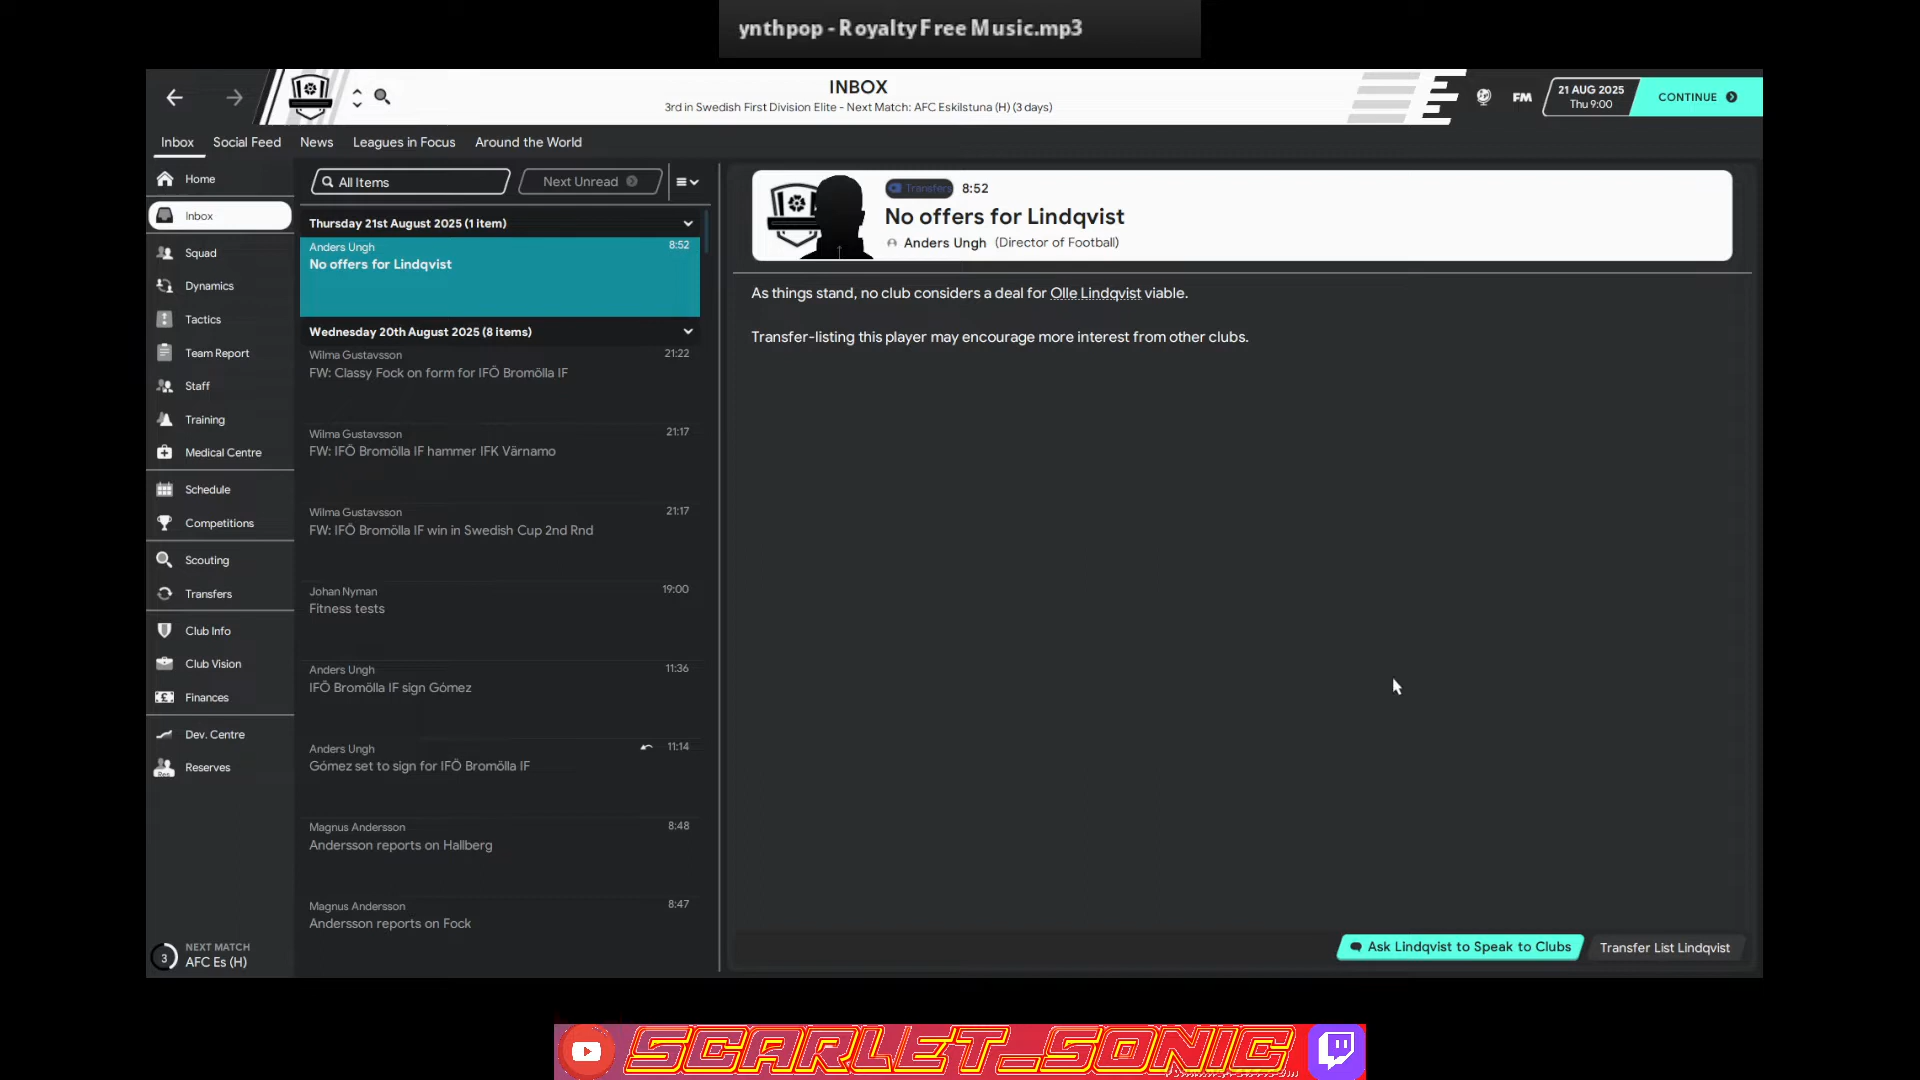 ynthpop - Royalty Free Music.mp3
INBOX
3rd in Swedish First Division Elite - Next Match: AFC Eskilstuna (H) (3 days)
FM
21 AUG 2025
Thu 9:00
CONTINUE
Inbox
Social Feed
News
Leagues in Focus
Around the World
Home
Inbox
Squad
Dynamics
Tactics
Team Report
Staff
Training
Medical Centre
Schedule
Competitions
Scouting
Transfers
Club Info
Club Vision
Finances
Dev. Centre
Reserves
3
NEXT MATCH
AFC Es (H)
All Items
Next Unread
Thursday 21st August 2025 (1 item)
Anders Ungh 8:52
No offers for Lindqvist
Wednesday 20th August 2025 (8 items)
Wilma Gustavsson 21:22
FW: Classy Fock on form for IFÖ Bromölla IF
Wilma Gustavsson 21:17
FW: IFÖ Bromölla IF hammer IFK Värnamo
Wilma Gustavsson 21:17
FW: IFÖ Bromölla IF win in Swedish Cup 2nd Rnd
Johan Nyman 19:00
Fitness tests
Anders Ungh 11:36
IFÖ Bromölla IF sign Gómez
Anders Ungh 11:14
Gómez set to sign for IFÖ Bromölla IF
Magnus Andersson 8:48
Andersson reports on Hallberg
Magnus Andersson 8:47
Andersson reports on Fock
Transfers 8:52
No offers for Lindqvist
Anders Ungh (Director of Football)
As things stand, no club considers a deal for Olle Lindqvist viable.
Transfer-listing this player may encourage more interest from other clubs.
Ask Lindqvist to Speak to Clubs
Transfer List Lindqvist
SCARLET_SONIC